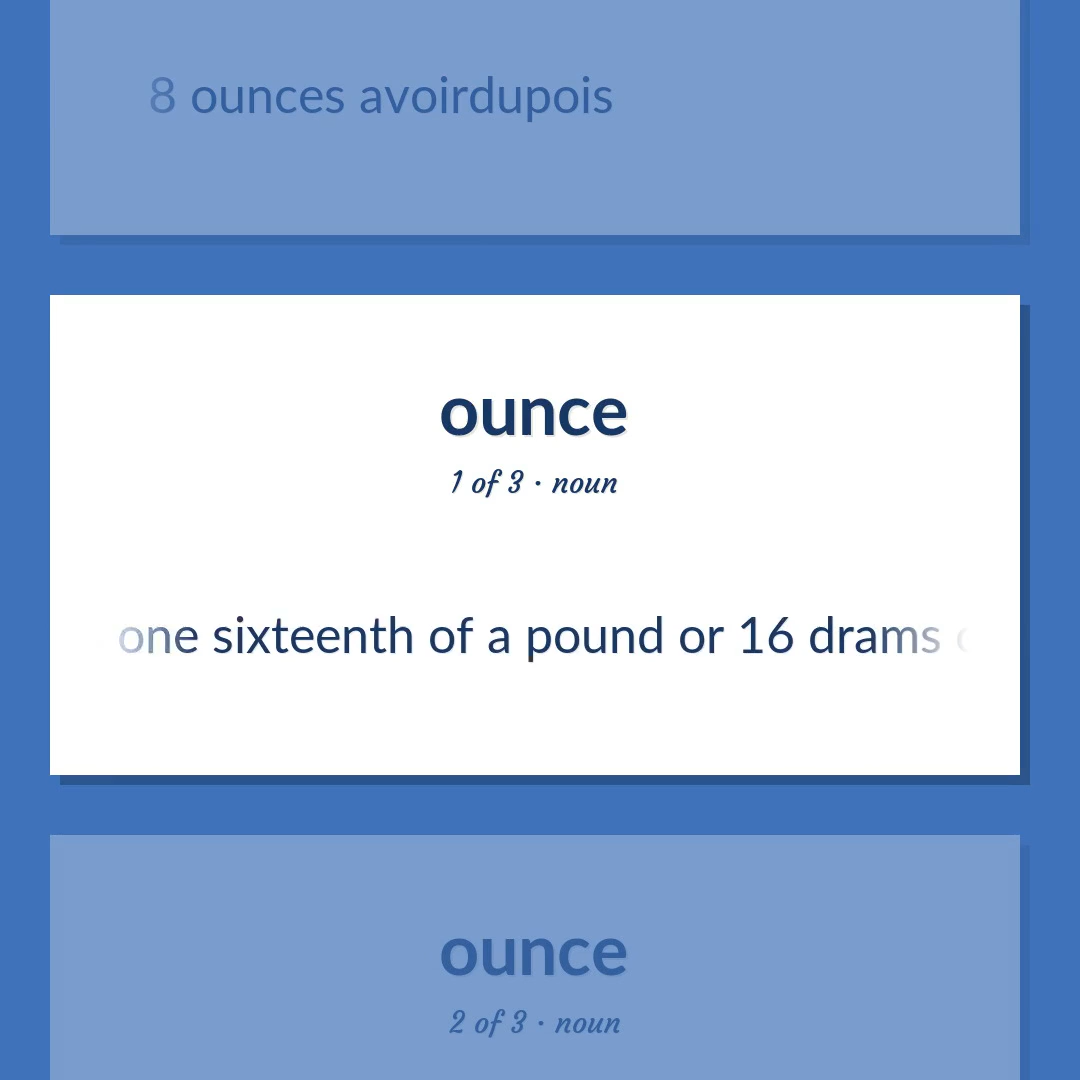 8 ounces avoirdupois
ounce
1 of 3 · noun
one sixteenth of a pound or 16 drams
ounce
2 of 3 · noun